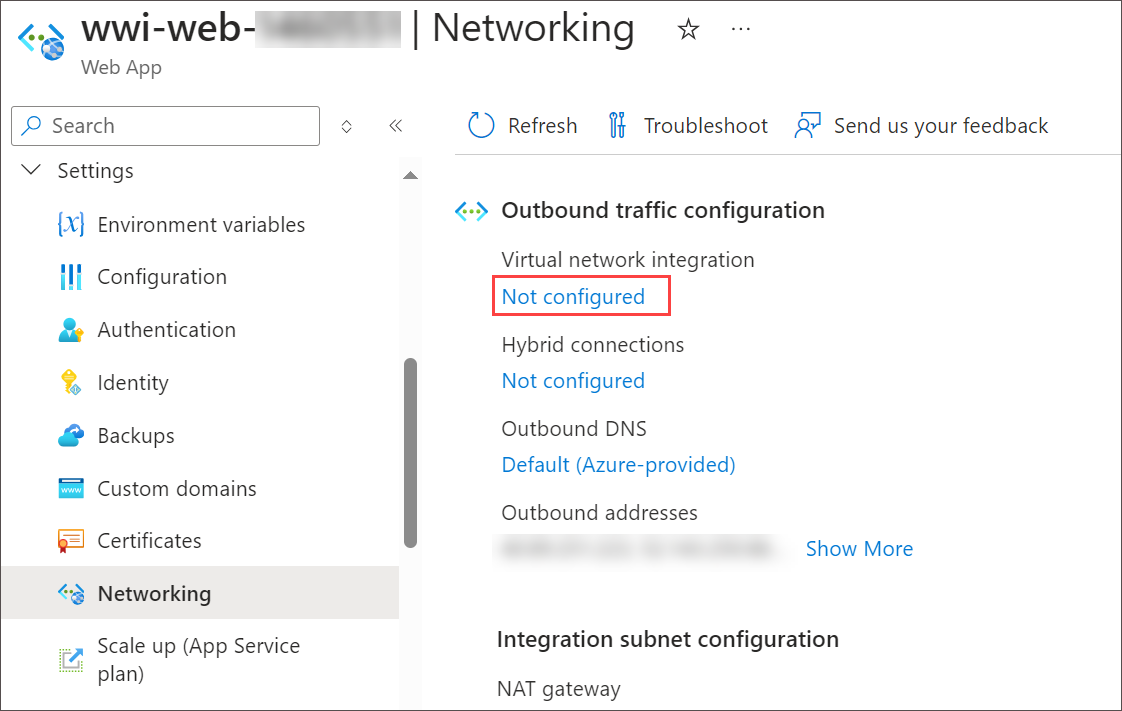 wwi-web- | Networking
Web App
Search
Settings
Environment variables
Configuration
Authentication
Identity
Backups
Custom domains
Certificates
Networking
Scale up (App Service
plan)
Refresh
Troubleshoot
Send us your feedback
Outbound traffic configuration
Virtual network integration
Not configured
Hybrid connections
Not configured
Outbound DNS
Default (Azure-provided)
Outbound addresses
Show More
Integration subnet configuration
NAT gateway